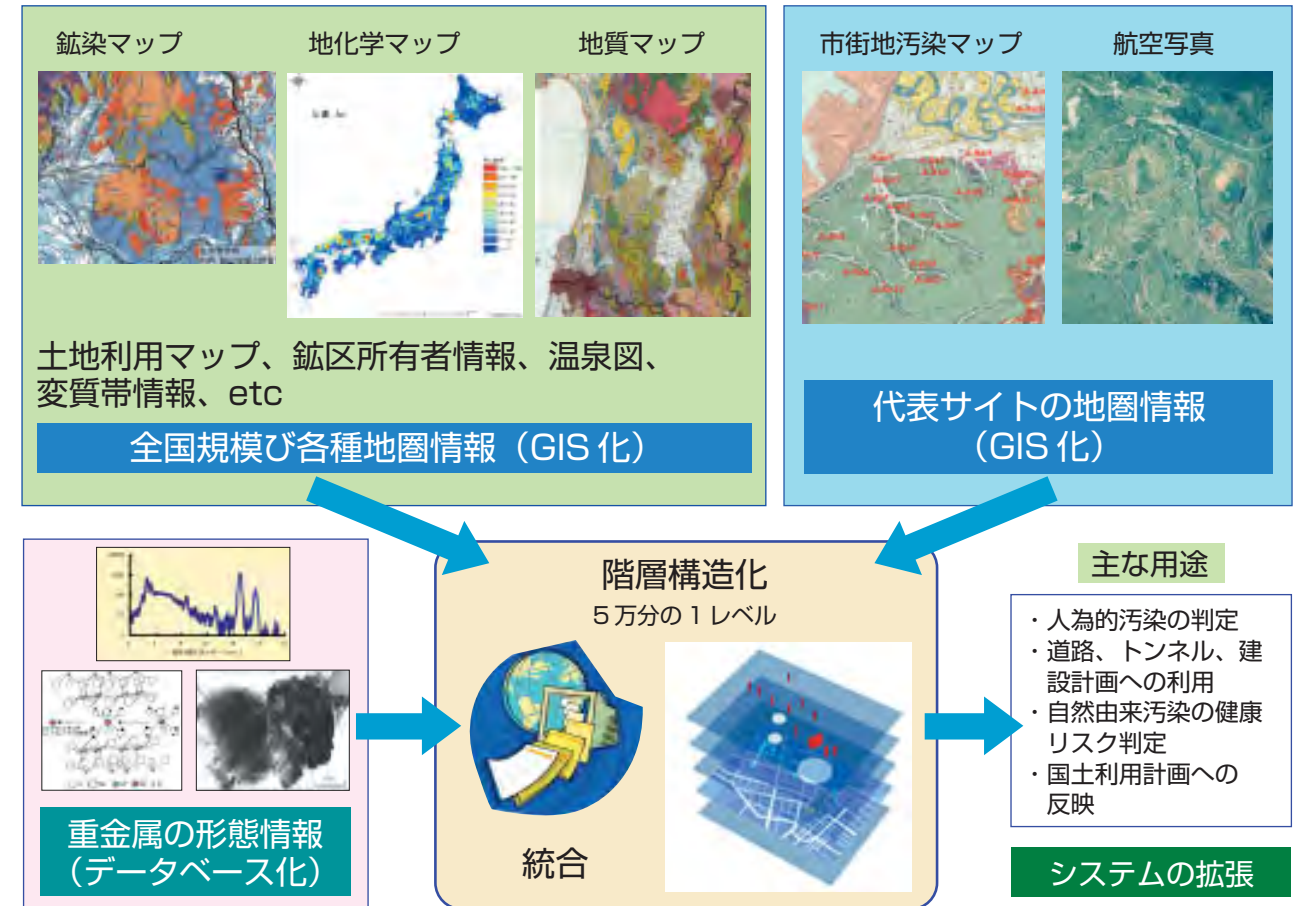 鉱染マップ
地化学マップ
地質マップ
土地利用マップ、鉱区所有者情報、温泉図、
変質帯情報、etc
全国規模び各種地圏情報（GIS 化）
市街地汚染マップ
航空写真
代表サイトの地圏情報
（GIS 化）
重金属の形態情報
（データベース化）
階層構造化
５万分の１レベル
統合
主な用途
・人為的汚染の判定
・道路、トンネル、建
設計画への利用
・自然由来汚染の健康
リスク判定
・国土利用計画への
反映
システムの拡張